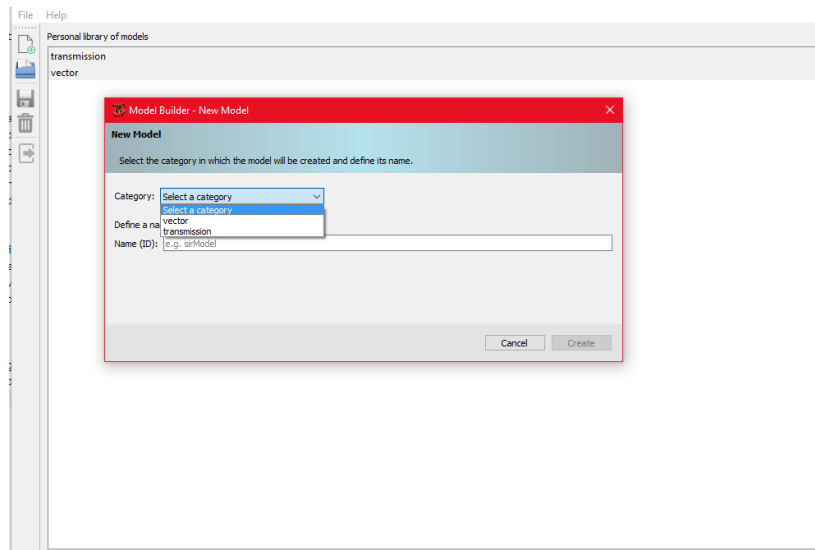 File Help
Personal library of models
transmission
vector
Model Builder - New Model
New Model
Select the category in which the model will be created and define its name.
Category: Select a category
Select a category
vector
transmission
Define a na
Name (ID): e.g. sirModel
Cancel Create